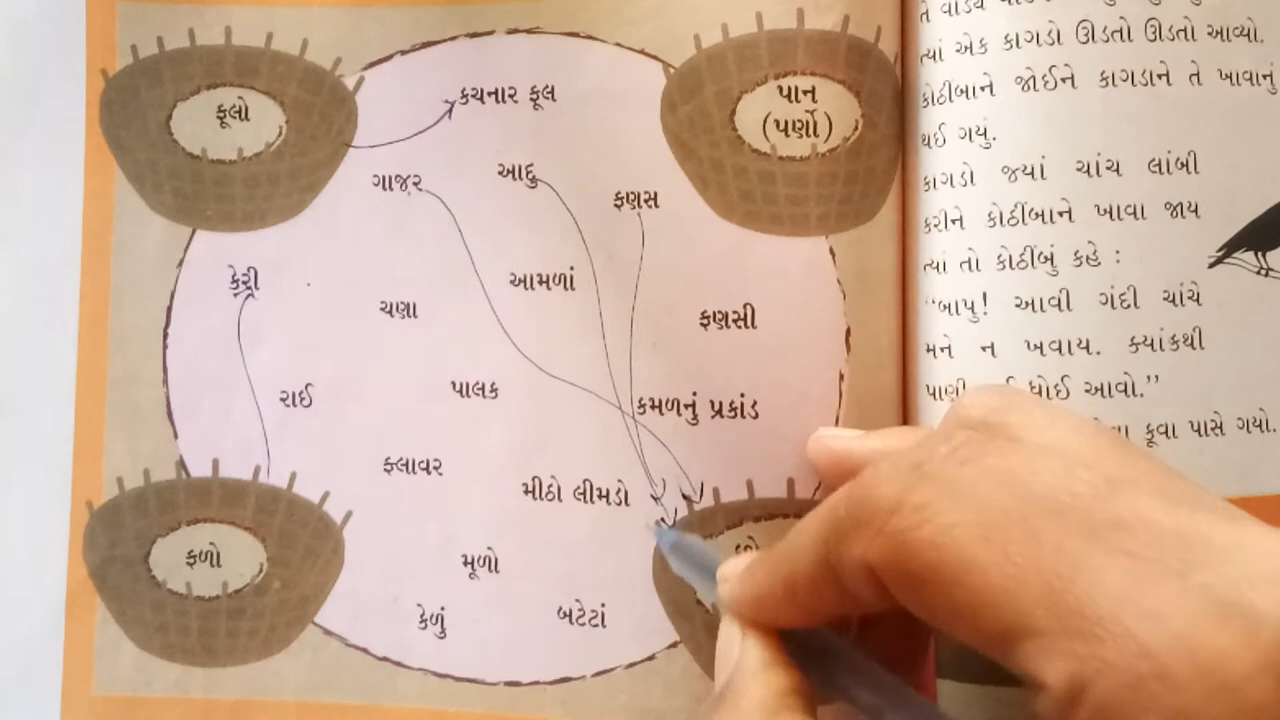 ફૂલો
કચનાર ફૂલ
પાન
(પર્ણો)
ગાજર
આદુ
ફણસ
કેરી
આમળાં
ચણા
ફણસી
રાઈ
પાલક
કમળનું પ્રકાંડ
ફ્લાવર
મીઠો લીમડો
ફળો
મૂળો
કેળું
બટેટાં
ત્યાં એક કાગડો ઊડતો ઊડતો આવ્યો.
કોઠીંબાને જોઈને કાગડાને તે ખાવાનું
થઈ ગયું.
કાગડો જ્યાં ચાંચ લાંબી
કરીને કોઠીંબાને ખાવા જાય
ત્યાં તો કોઠીંબું કહે :
“બાપુ! આવી ગંદી ચાંચે
મને ન ખવાય. ક્યાંકથી
ધોઈ આવો.”
કૂવા પાસે ગયો.